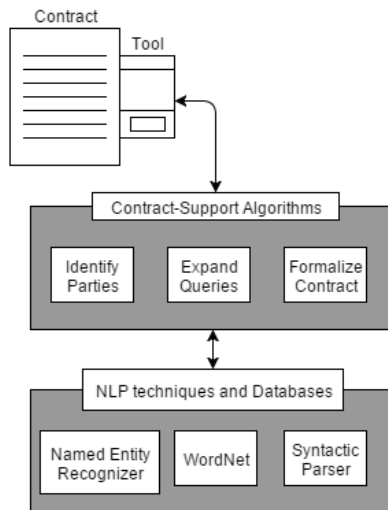 Contract
Tool
Contract-Support Algorithms
Identify
Parties
Expand
Queries
Formalize
Contract
NLP techniques and Databases
Named Entity
Recognizer
WordNet
Syntactic
Parser